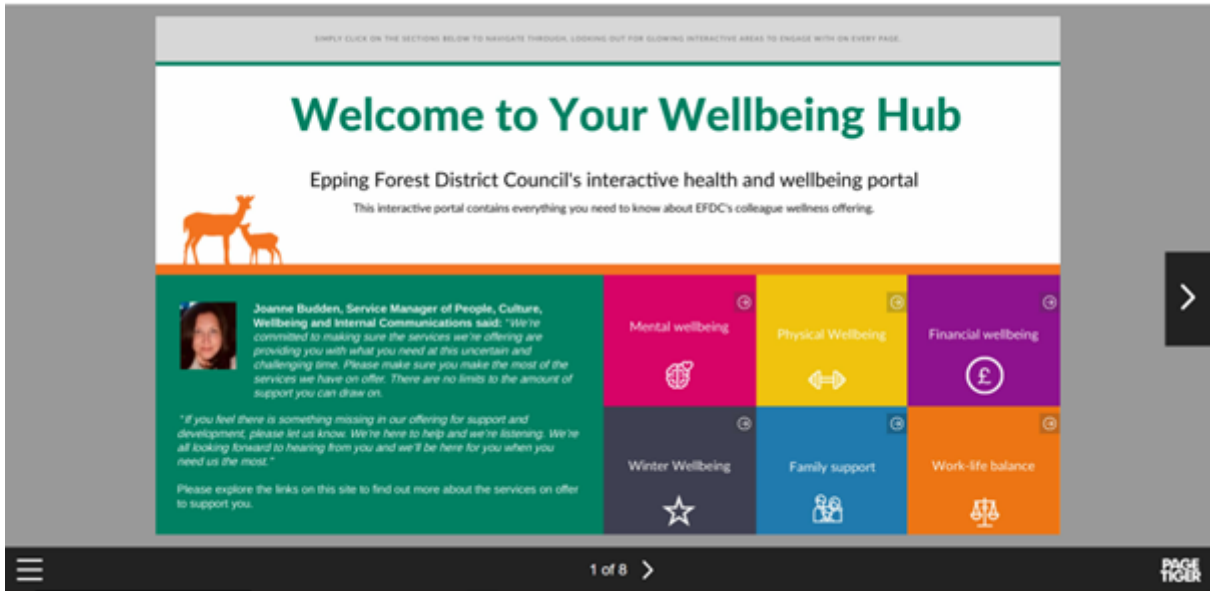 SIMPLY CLICK ON THE SECTIONS BELOW TO NAVIGATE THROUGH, LOOKING OUT FOR GLOWING INTERACTIVE AREAS TO ENGAGE WITH ON EVERY PAGE.
Welcome to Your Wellbeing Hub
Epping Forest District Council's interactive health and wellbeing portal
This interactive portal contains everything you need to know about EFDC's colleague wellness offering.
Joanne Budden, Service Manager of People, Culture,
Wellbeing and Internal Communications said: "We're
committed to making sure the services we're offering are
providing you with what you need at this uncertain and
challenging time. Please make sure you make the most of the
services we have on offer. There are no limits to the amount of
support you can draw on.
"If you feel there is something missing in our offering for support and
development, please let us know. We're here to help and we're listening. We're
all looking forward to hearing from you and we'll be here for you when you
need us the most."
Please explore the links on this site to find out more about the services on offer
to support you.
Mental wellbeing
Physical Wellbeing
Financial wellbeing
£
Winter Wellbeing
Family support
Work-life balance
1 of 8
PAGE
TIGER